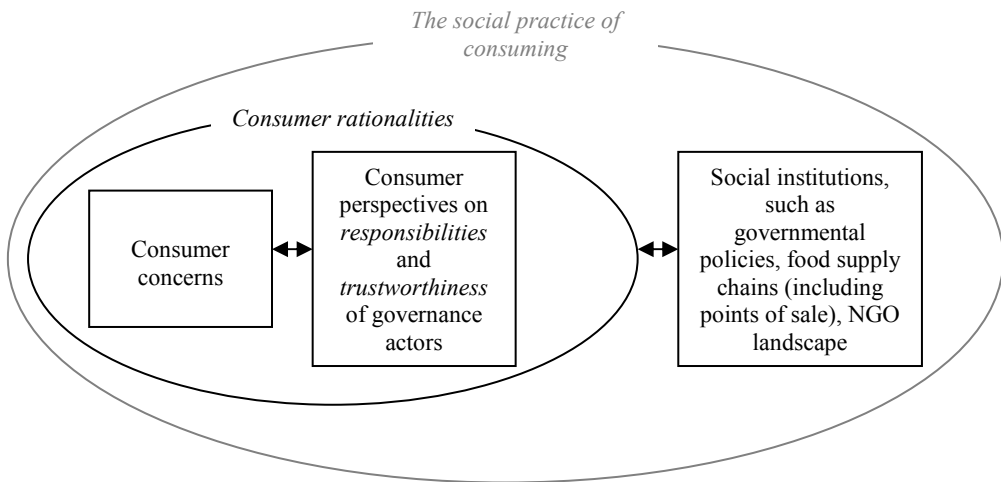 The social practice of
consuming
Consumer rationalities
Consumer
concerns
Consumer
perspectives on
responsibilities
and
trustworthiness
of governance
actors
Social institutions,
such as
governmental
policies, food supply
chains (including
points of sale), NGO
landscape